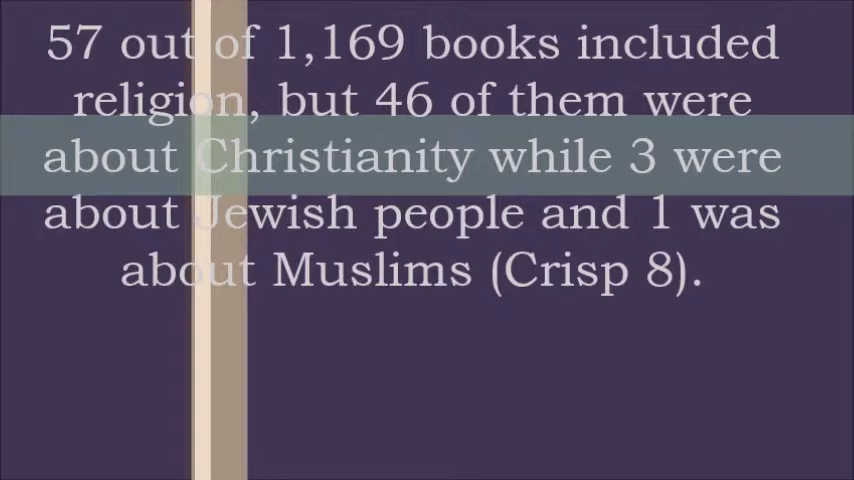 57 out of 1,169 books included
religion, but 46 of them were
about Christianity while 3 were
about Jewish people and 1 was
about Muslims (Crisp 8).